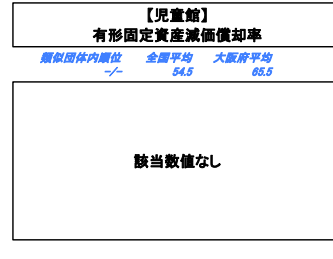 【児童館】
有形固定資産減価償却率
類似団体内順位 全国平均 大阪府平均
-/- 54.5 65.5
該当数値なし